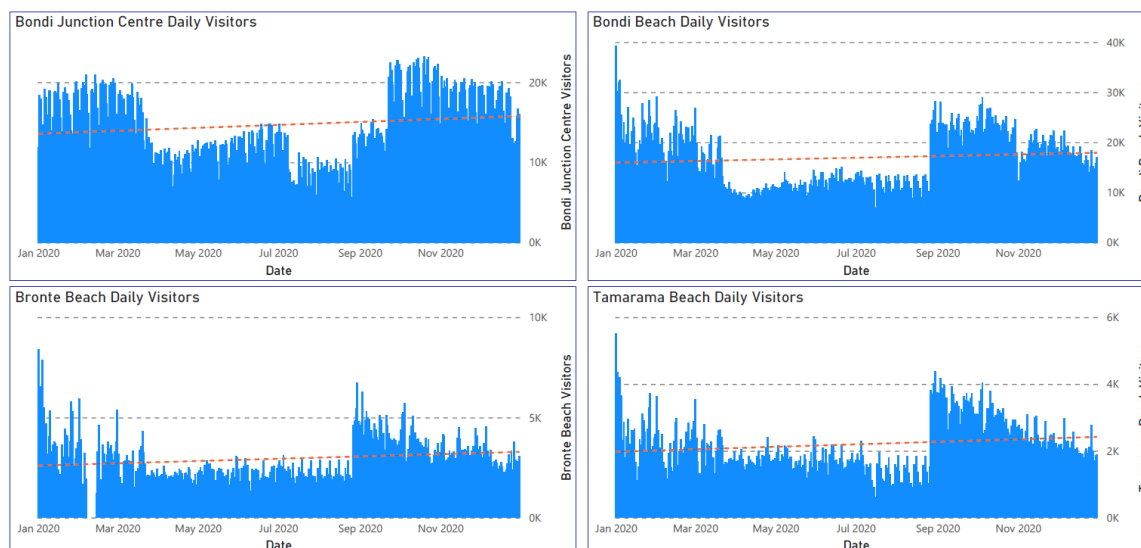 Bondi Junction Centre Daily Visitors
20K
10K
0K
Jan 2020 Mar 2020 May 2020 Jul 2020 Sep 2020 Nov 2020
Date
Bondi Junction Centre Visitors
Bondi Beach Daily Visitors
40K
30K
20K
10K
0K
Jan 2020 Mar 2020 May 2020 Jul 2020 Sep 2020 Nov 2020
Date
Bronte Beach Daily Visitors
10K
5K
0K
Jan 2020 Mar 2020 May 2020 Jul 2020 Sep 2020 Nov 2020
Date
Bronte Beach Visitors
Tamarama Beach Daily Visitors
6K
4K
2K
0K
Jan 2020 Mar 2020 May 2020 Jul 2020 Sep 2020 Nov 2020
Date